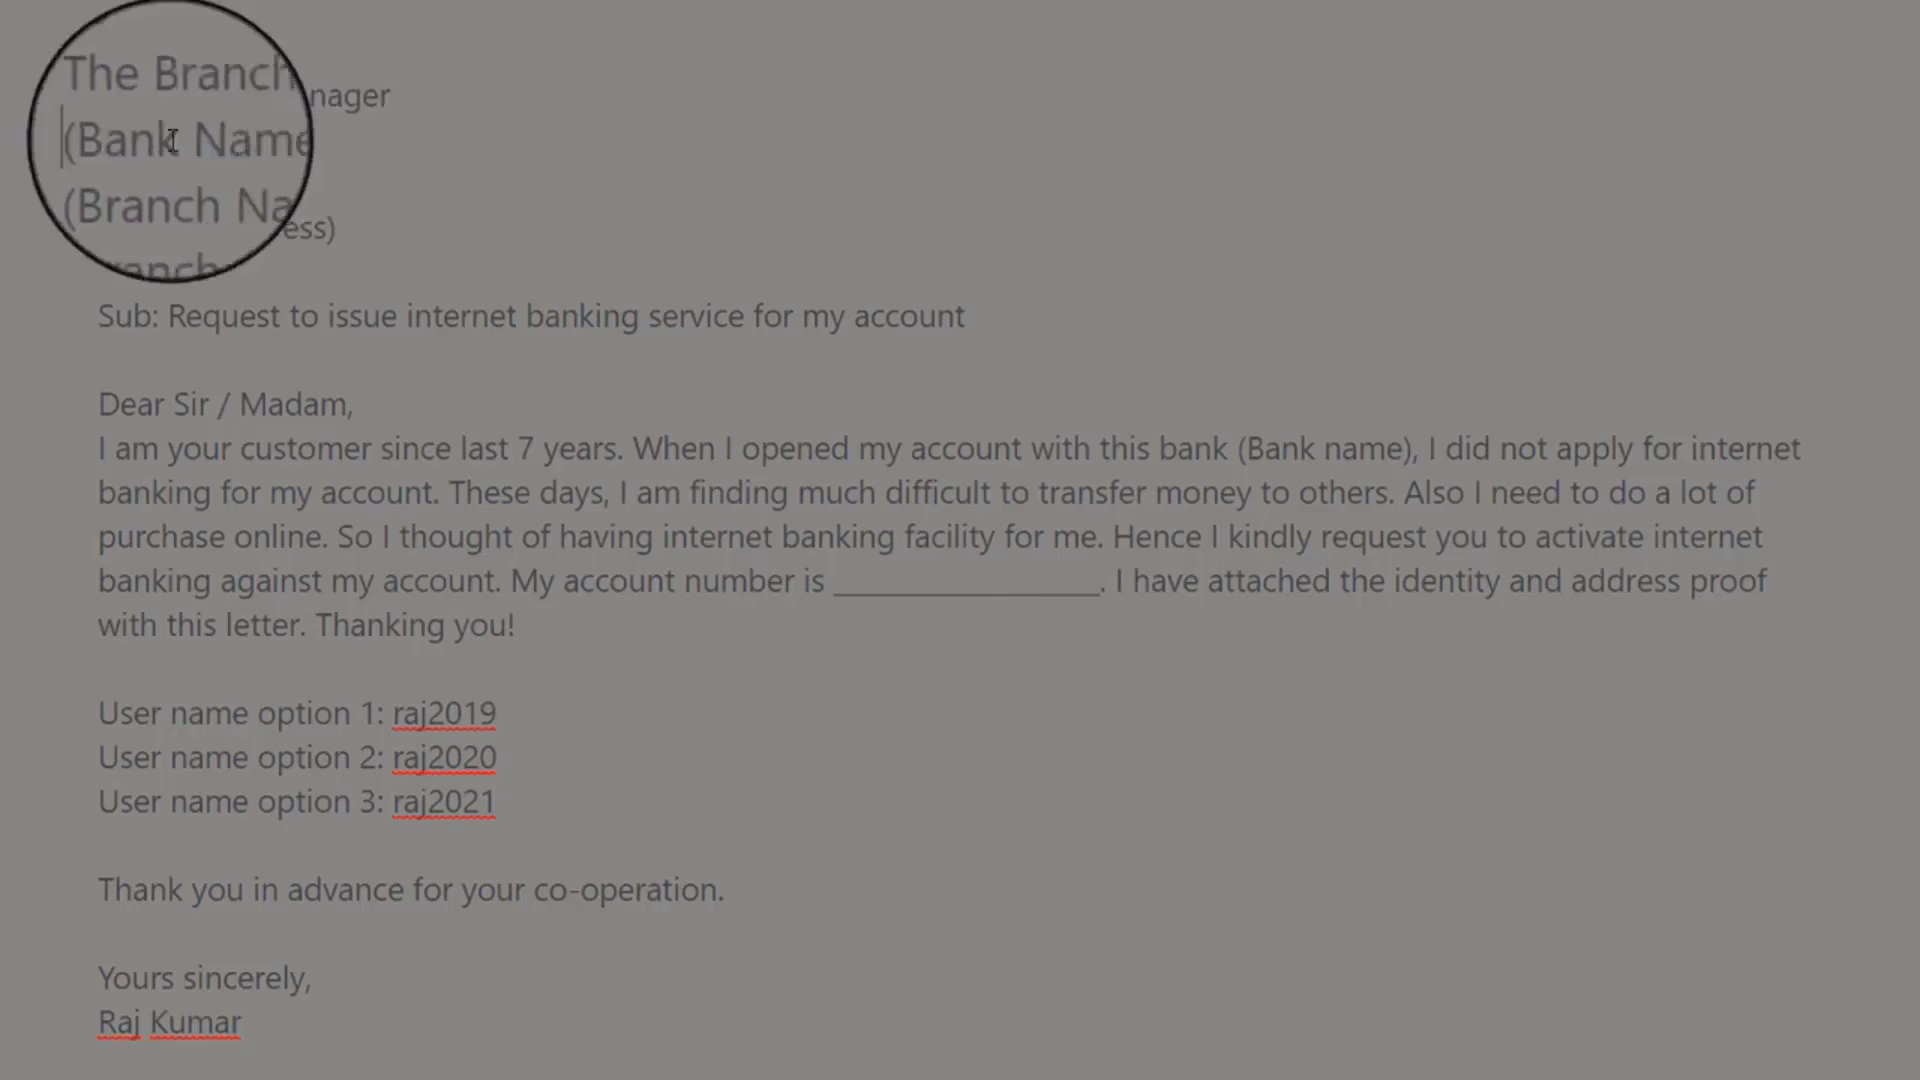 The Branch nager
(Bank Name
(Branch Na
ess)
Sub: Request to issue internet banking service for my account
Dear Sir / Madam,
I am your customer since last 7 years. When I opened my account with this bank (Bank name), I did not apply for internet
banking for my account. These days, I am finding much difficult to transfer money to others. Also I need to do a lot of
purchase online. So I thought of having internet banking facility for me. Hence I kindly request you to activate internet
banking against my account. My account number is ________________. I have attached the identity and address proof
with this letter. Thanking you!
User name option 1: raj2019
User name option 2: raj2020
User name option 3: raj2021
Thank you in advance for your co-operation.
Yours sincerely,
Raj Kumar